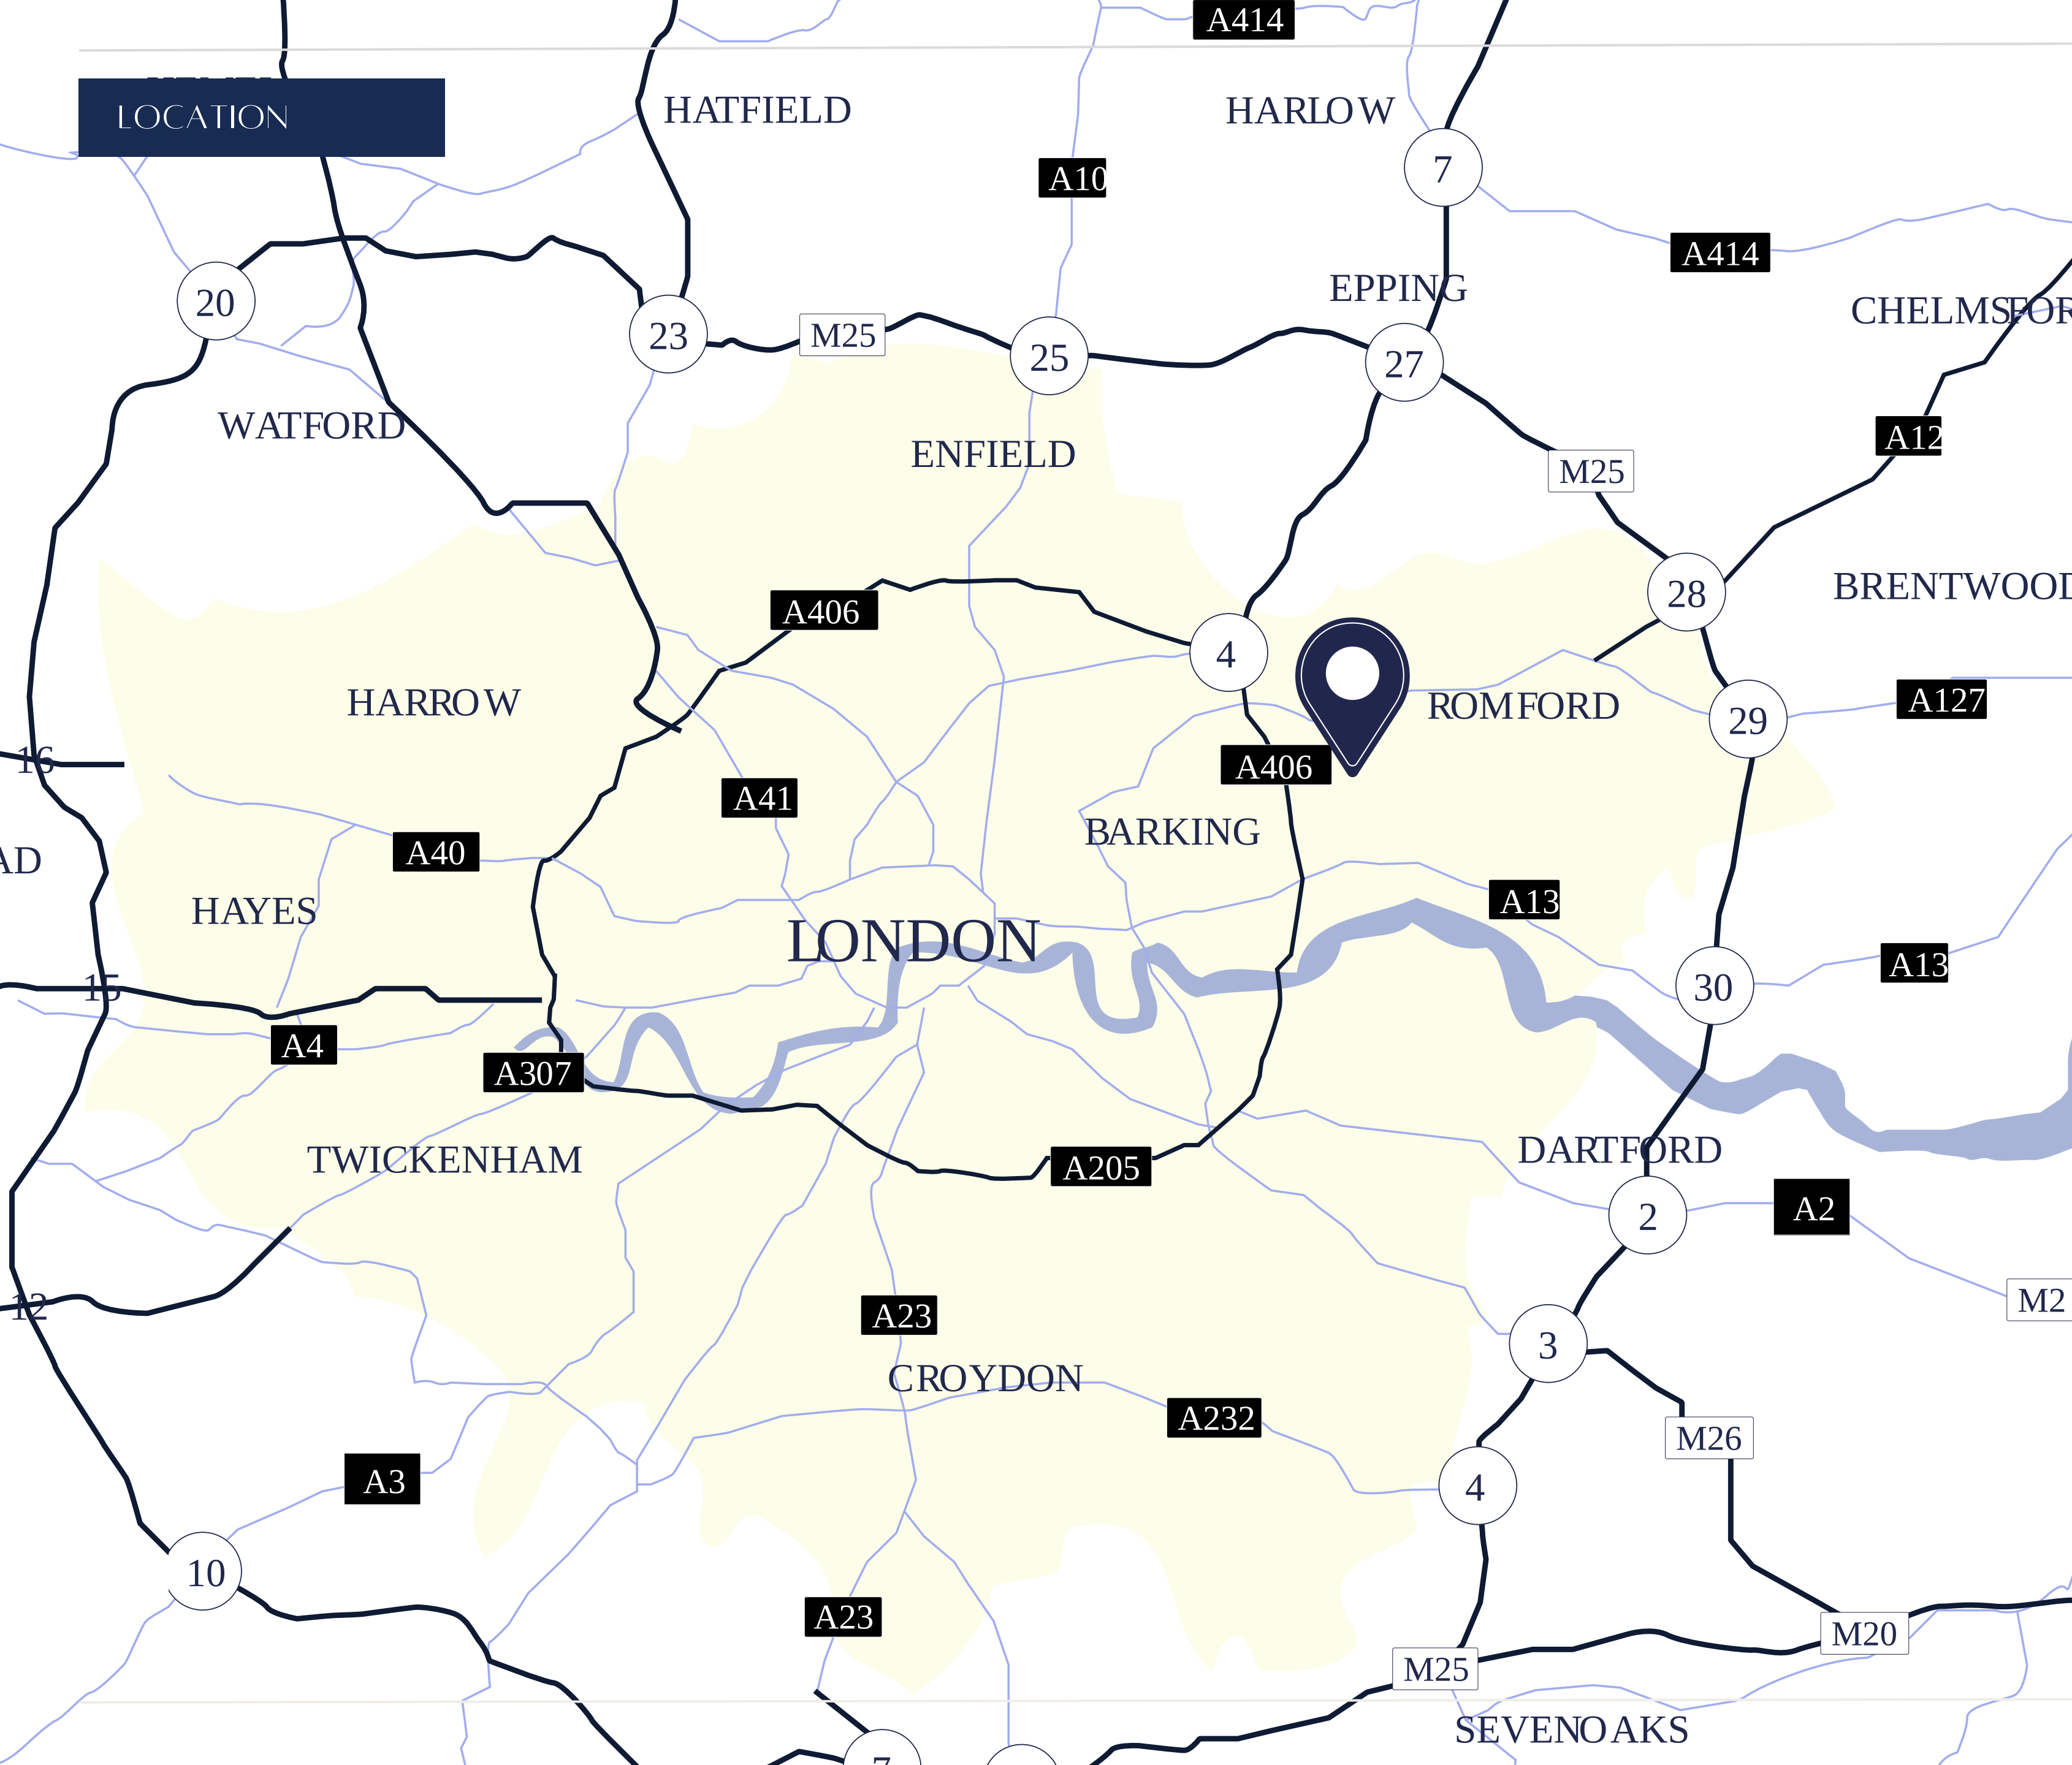 A414
LOCATION
HATFIELD
HARLOW
7
A10
A414
EPPING
20
CHELMSFOR
23
M25
25
27
WATFORD
A12
ENFIELD
M25
28
BRENTWOOD
A406
4
HARROW
ROMFORD
A127
29
16
A406
A41
BARKING
A40
AD
HAYES
A13
LONDON
A13
15
30
A4
A307
TWICKENHAM
DARTFORD
A205
2
A2
12
M2
A23
3
CROYDON
A232
M26
A3
4
10
A23
M20
M25
SEVENOAKS
7